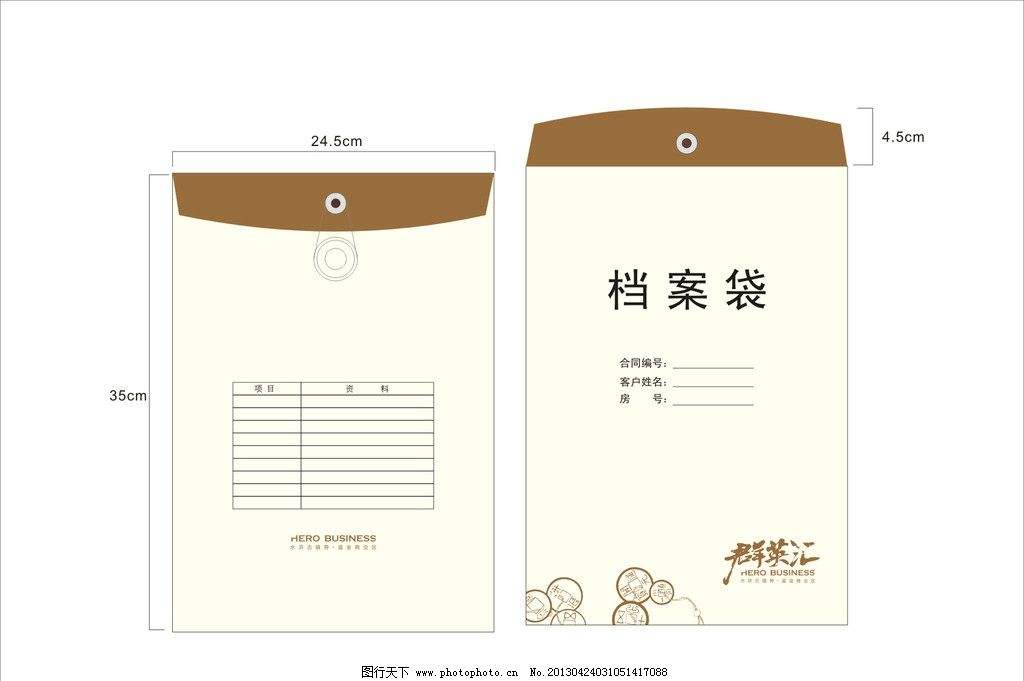 24.5cm
4.5cm
35cm
项目 资 料
HERO BUSINESS
档案袋
合同编号：
客户姓名：
房 号：
群英汇
HERO BUSINESS
图行天下 www.photophoto.cn No.20130424031051417088